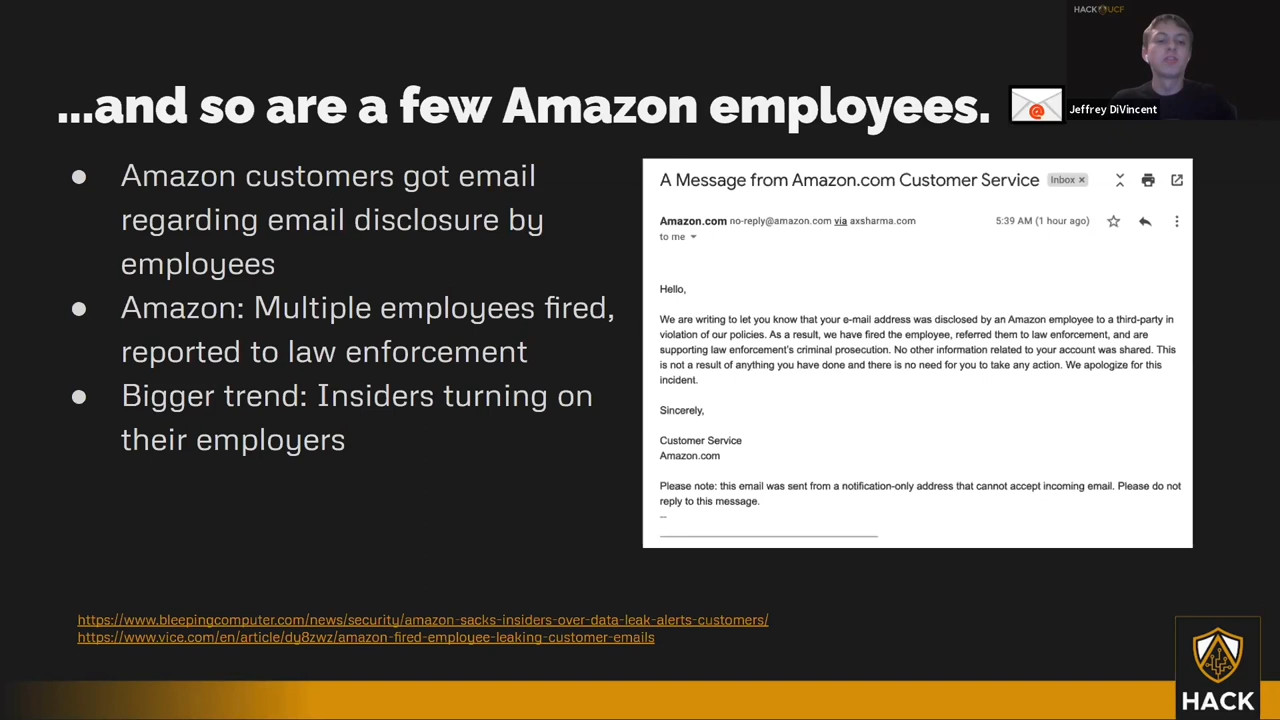 HACK UCF
...and so are a few Amazon employees.
@
Jeffrey DiVincent
● Amazon customers got email
regarding email disclosure by
employees
● Amazon: Multiple employees fired,
reported to law enforcement
● Bigger trend: Insiders turning on
their employers
A Message from Amazon.com Customer Service Inbox ×
Amazon.com no-reply@amazon.com via axsharma.com 5:39 AM (1 hour ago)
to me
Hello,
We are writing to let you know that your e-mail address was disclosed by an Amazon employee to a third-party in
violation of our policies. As a result, we have fired the employee, referred them to law enforcement, and are
supporting law enforcement's criminal prosecution. No other information related to your account was shared. This
is not a result of anything you have done and there is no need for you to take any action. We apologize for this
incident.
Sincerely,
Customer Service
Amazon.com
Please note: this email was sent from a notification-only address that cannot accept incoming email. Please do not
reply to this message.
--
https://www.bleepingcomputer.com/news/security/amazon-sacks-insiders-over-data-leak-alerts-customers/
https://www.vice.com/en/article/dy8zwz/amazon-fired-employee-leaking-customer-emails
HACK